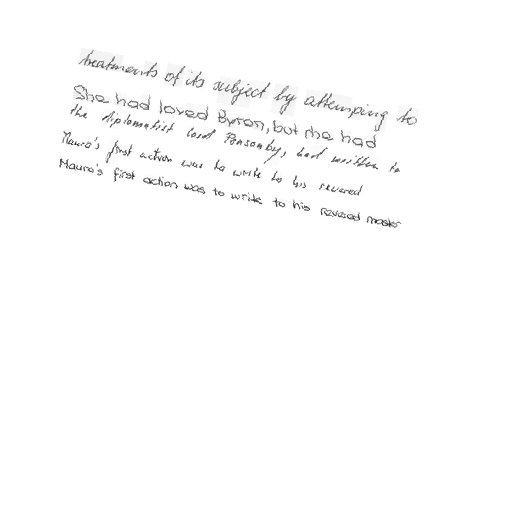 treatments of its subject by attemping to
She had loved Byron, but she had
the diplomatist Lord Ponsonby, had written to
Mauro's first action was to write to his revered
Mauro's first action was to write to his revered master